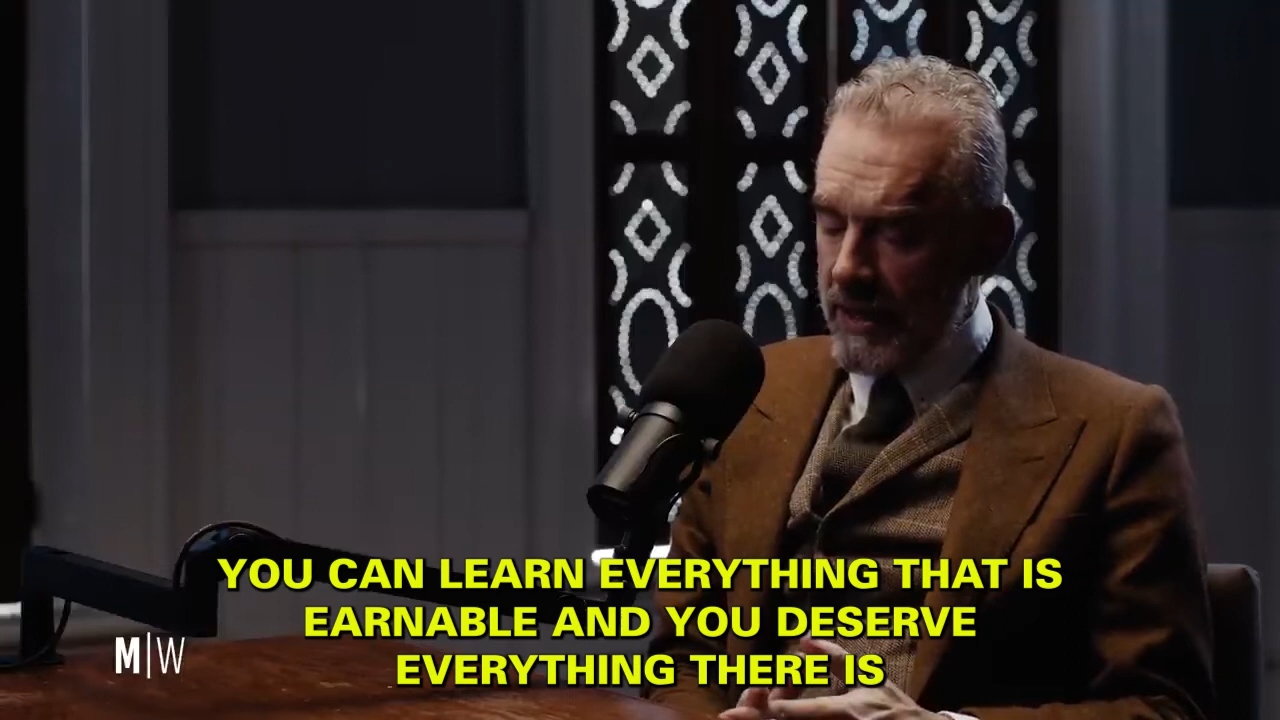 YOU CAN LEARN EVERYTHING THAT IS
EARNABLE AND YOU DESERVE
EVERYTHING THERE IS
M|W